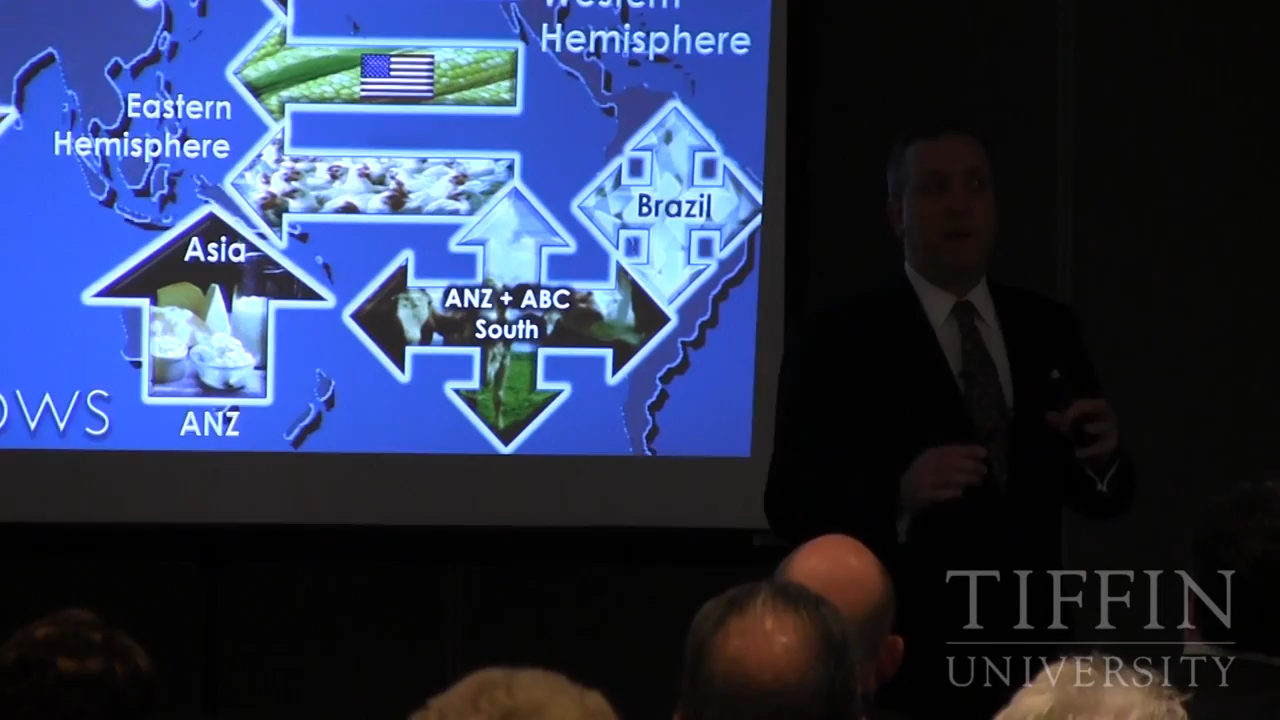 Western
Hemisphere
Eastern
Hemisphere
Brazil
Asia
ANZ + ABC
South
ANZ
OWS
TIFFIN
UNIVERSITY